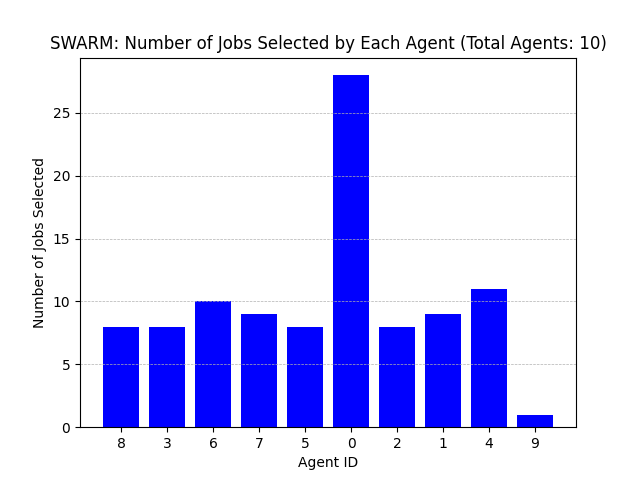 SWARM: Number of Jobs Selected by Each Agent (Total Agents: 10)
Number of Jobs Selected
25
20
15
10
5
0
8 3 6 7 5 0 2 1 4 9
Agent ID